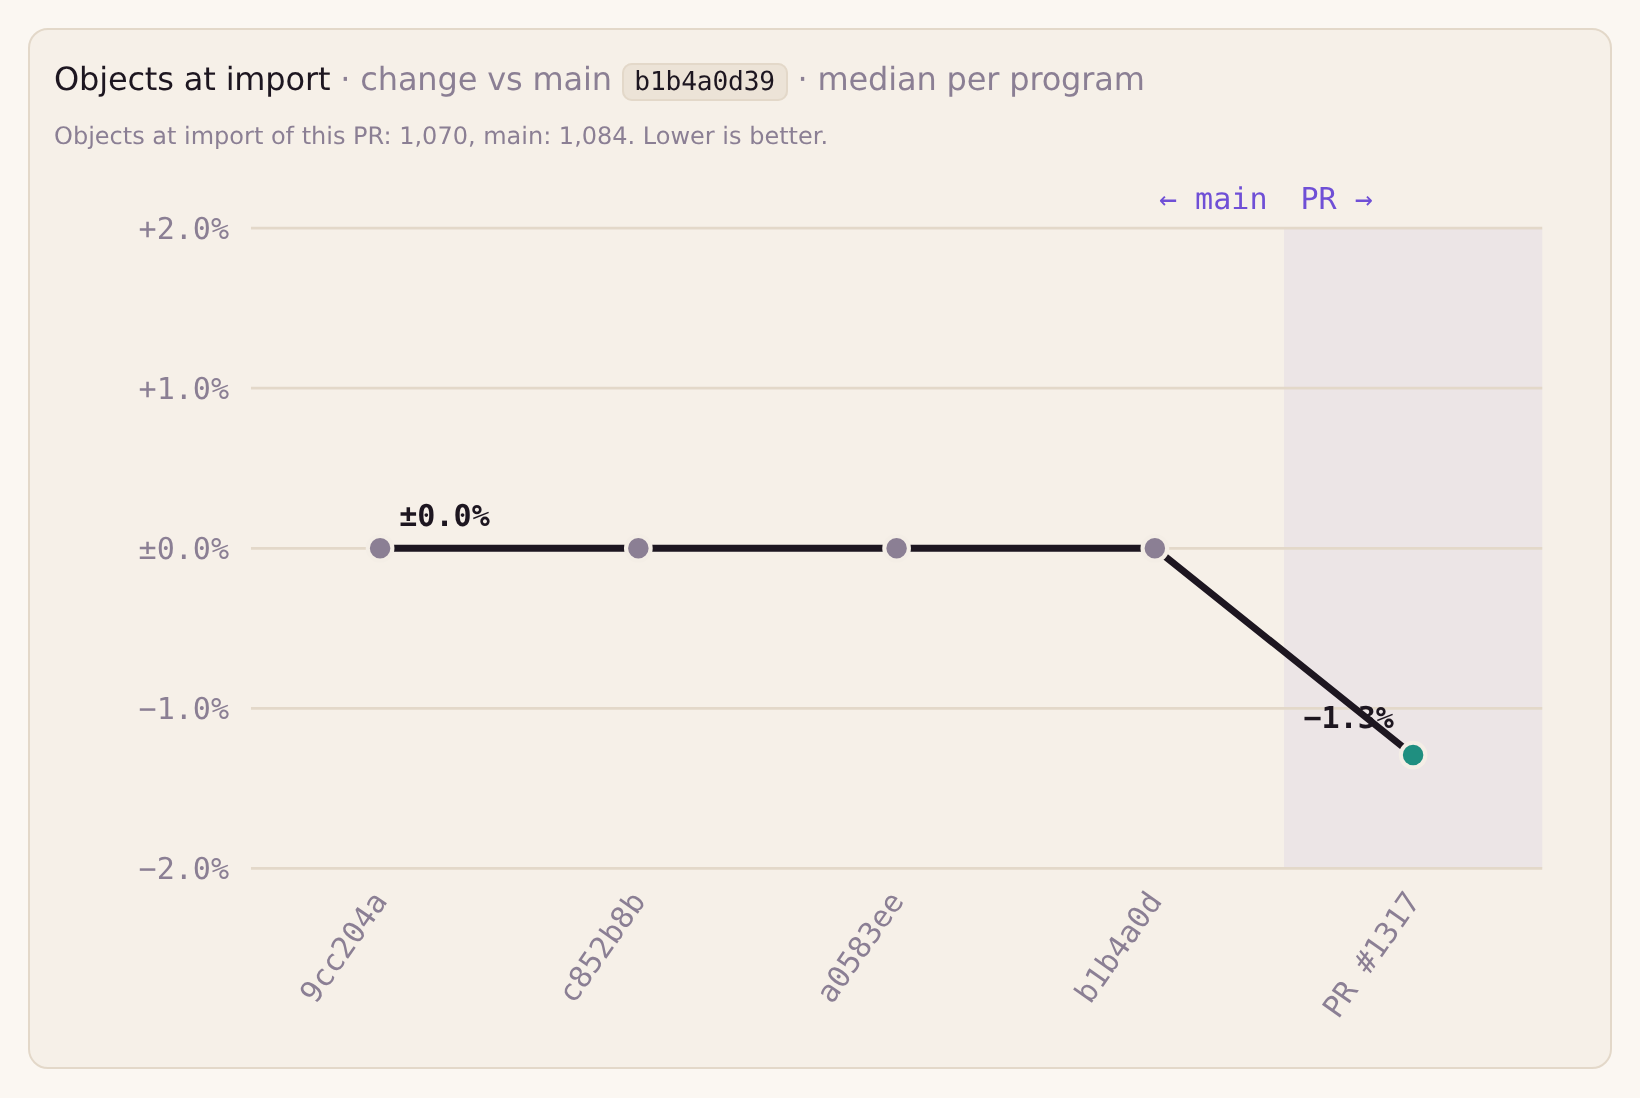 Objects at import · change vs main b1b4a0d39 · median per program
Objects at import of this PR: 1,070, main: 1,084. Lower is better.
← main PR →
+2.0%
+1.0%
±0.0%
±0.0%
−1.0%
−1.3%
−2.0%
9cc204a
c852b8b
a0583ee
b1b4a0d
PR #1317